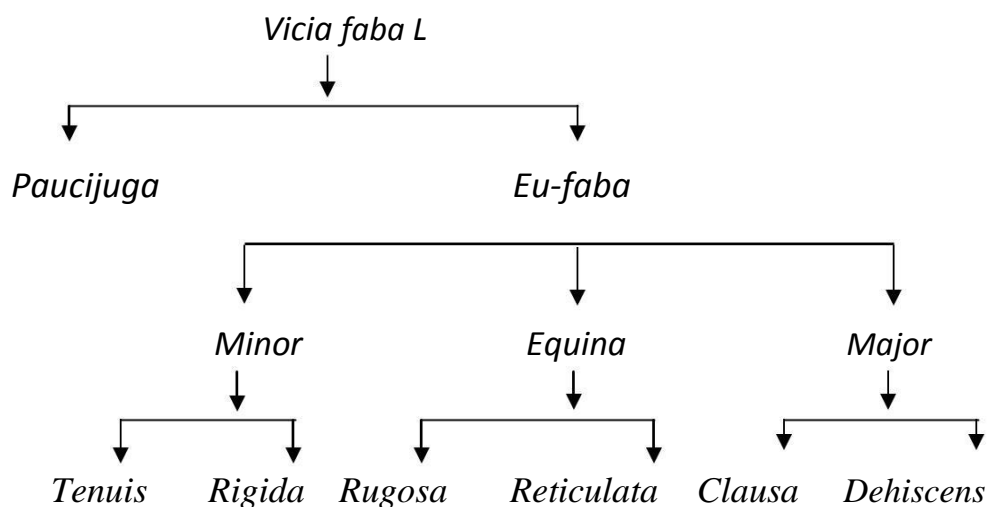 Vicia faba L
Paucijuga Eu-faba
Minor Equina Major
Tenuis Rigida Rugosa Reticulata Clausa Dehiscens